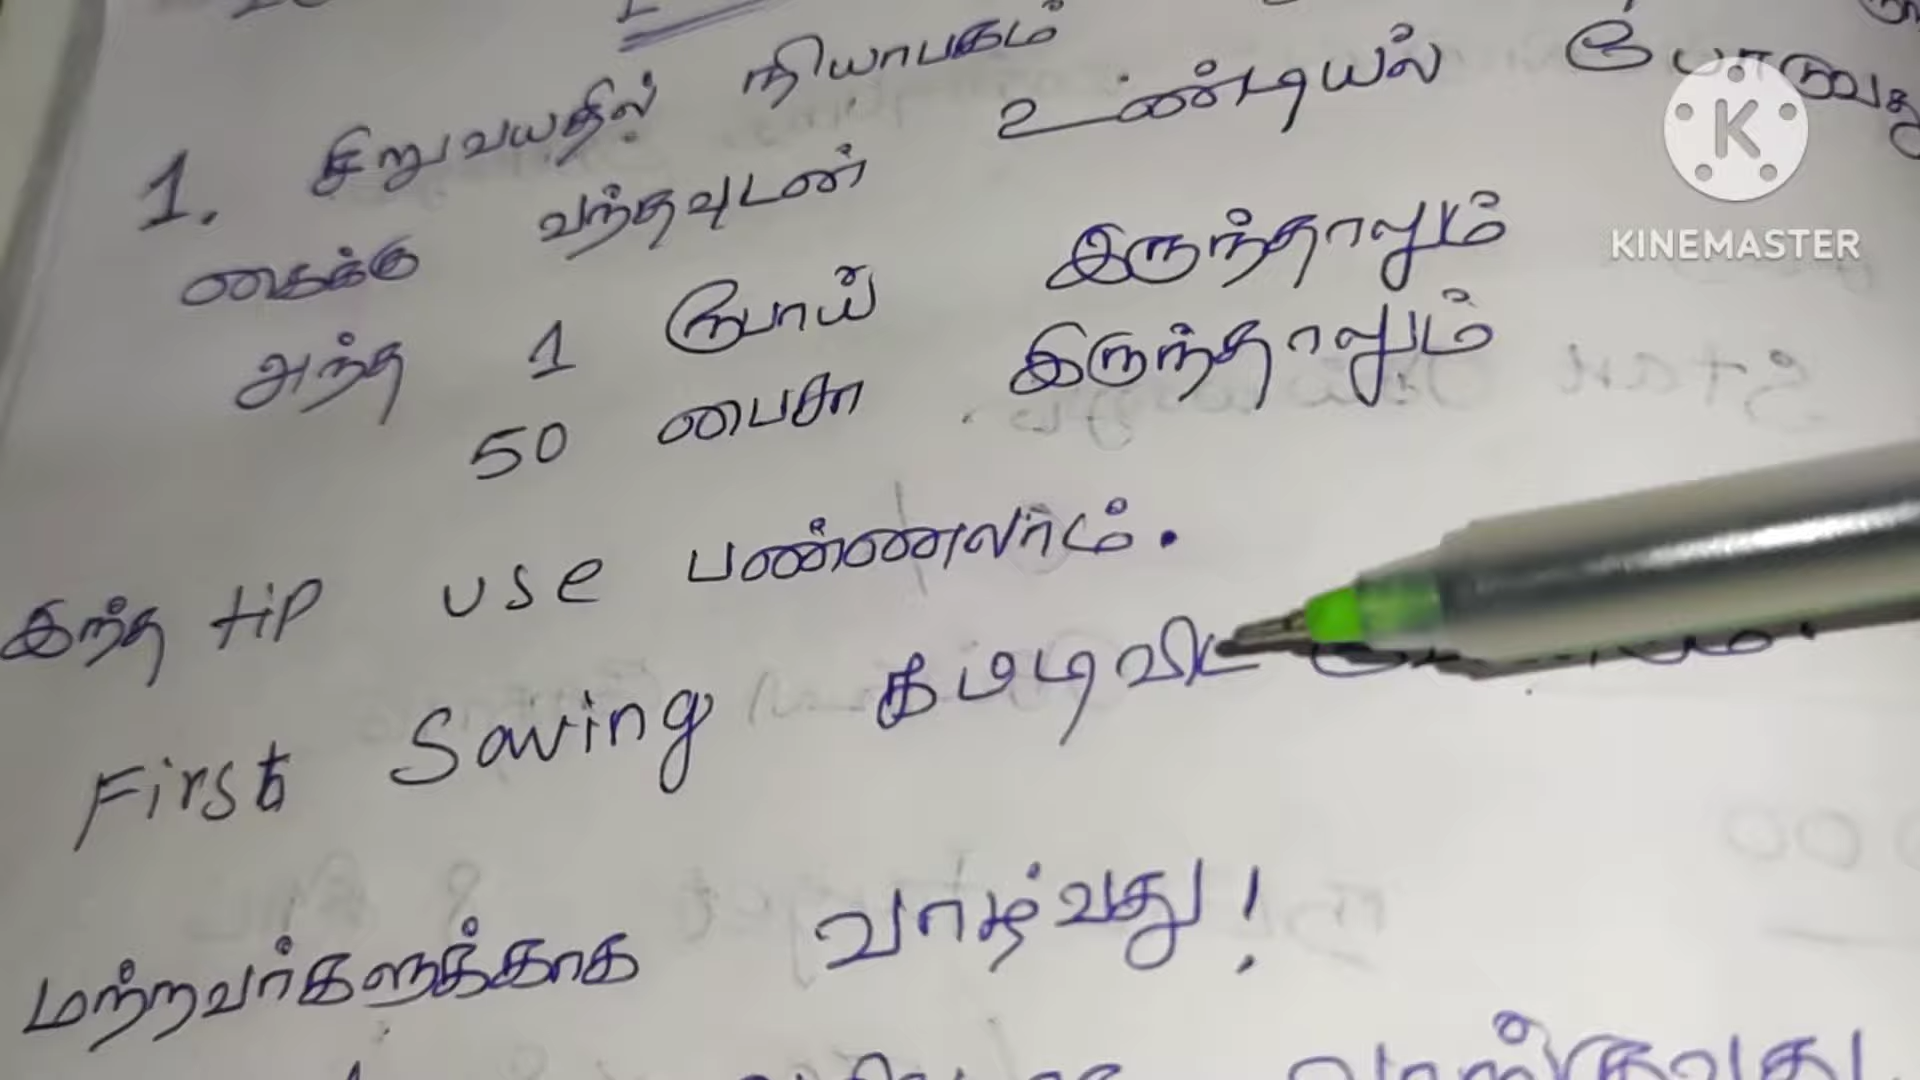 1. சிறுவயதில் நியாபகம்
கைக்கு வந்தவுடன் உண்டியல் போடுவது
அந்த 1 ரூபாய் இருந்தாலும்
50 பைசா இருந்தாலும்
இந்த tip use பண்ணலாம்.
First Saving
மற்றவர்களுக்காக வாழ்வது!
KINEMASTER